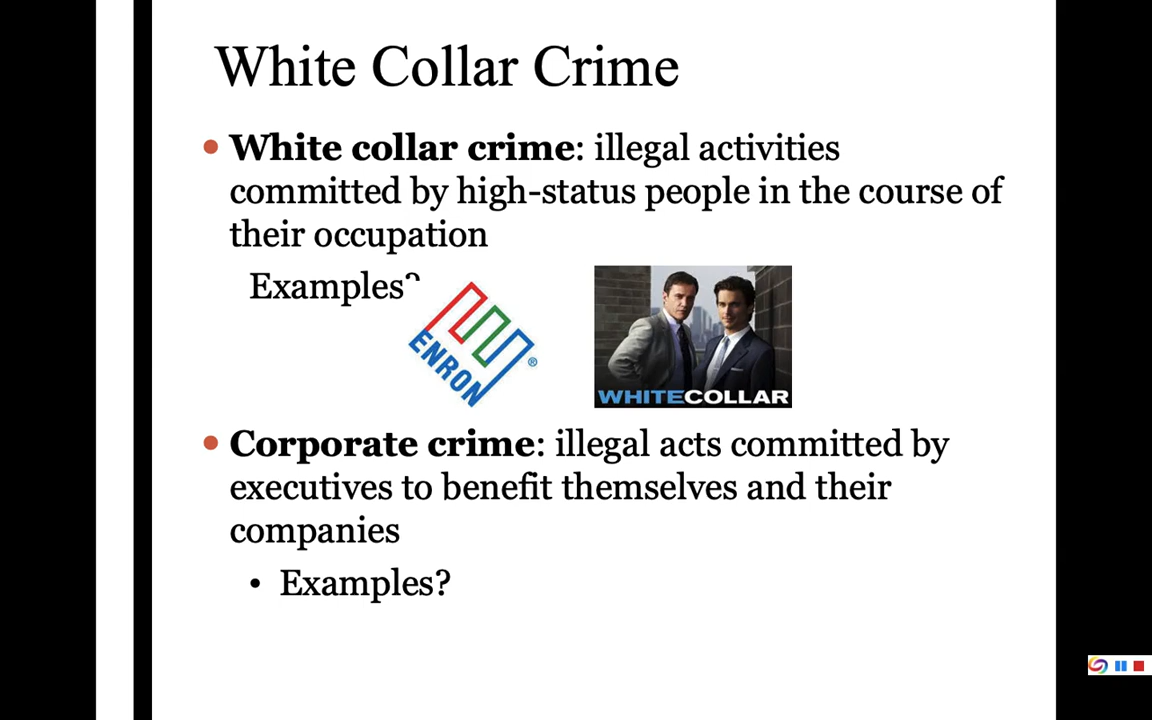 White Collar Crime
• White collar crime: illegal activities
committed by high-status people in the course of
their occupation
Examples?
ENRON®
WHITECOLLAR
• Corporate crime: illegal acts committed by
executives to benefit themselves and their
companies
• Examples?